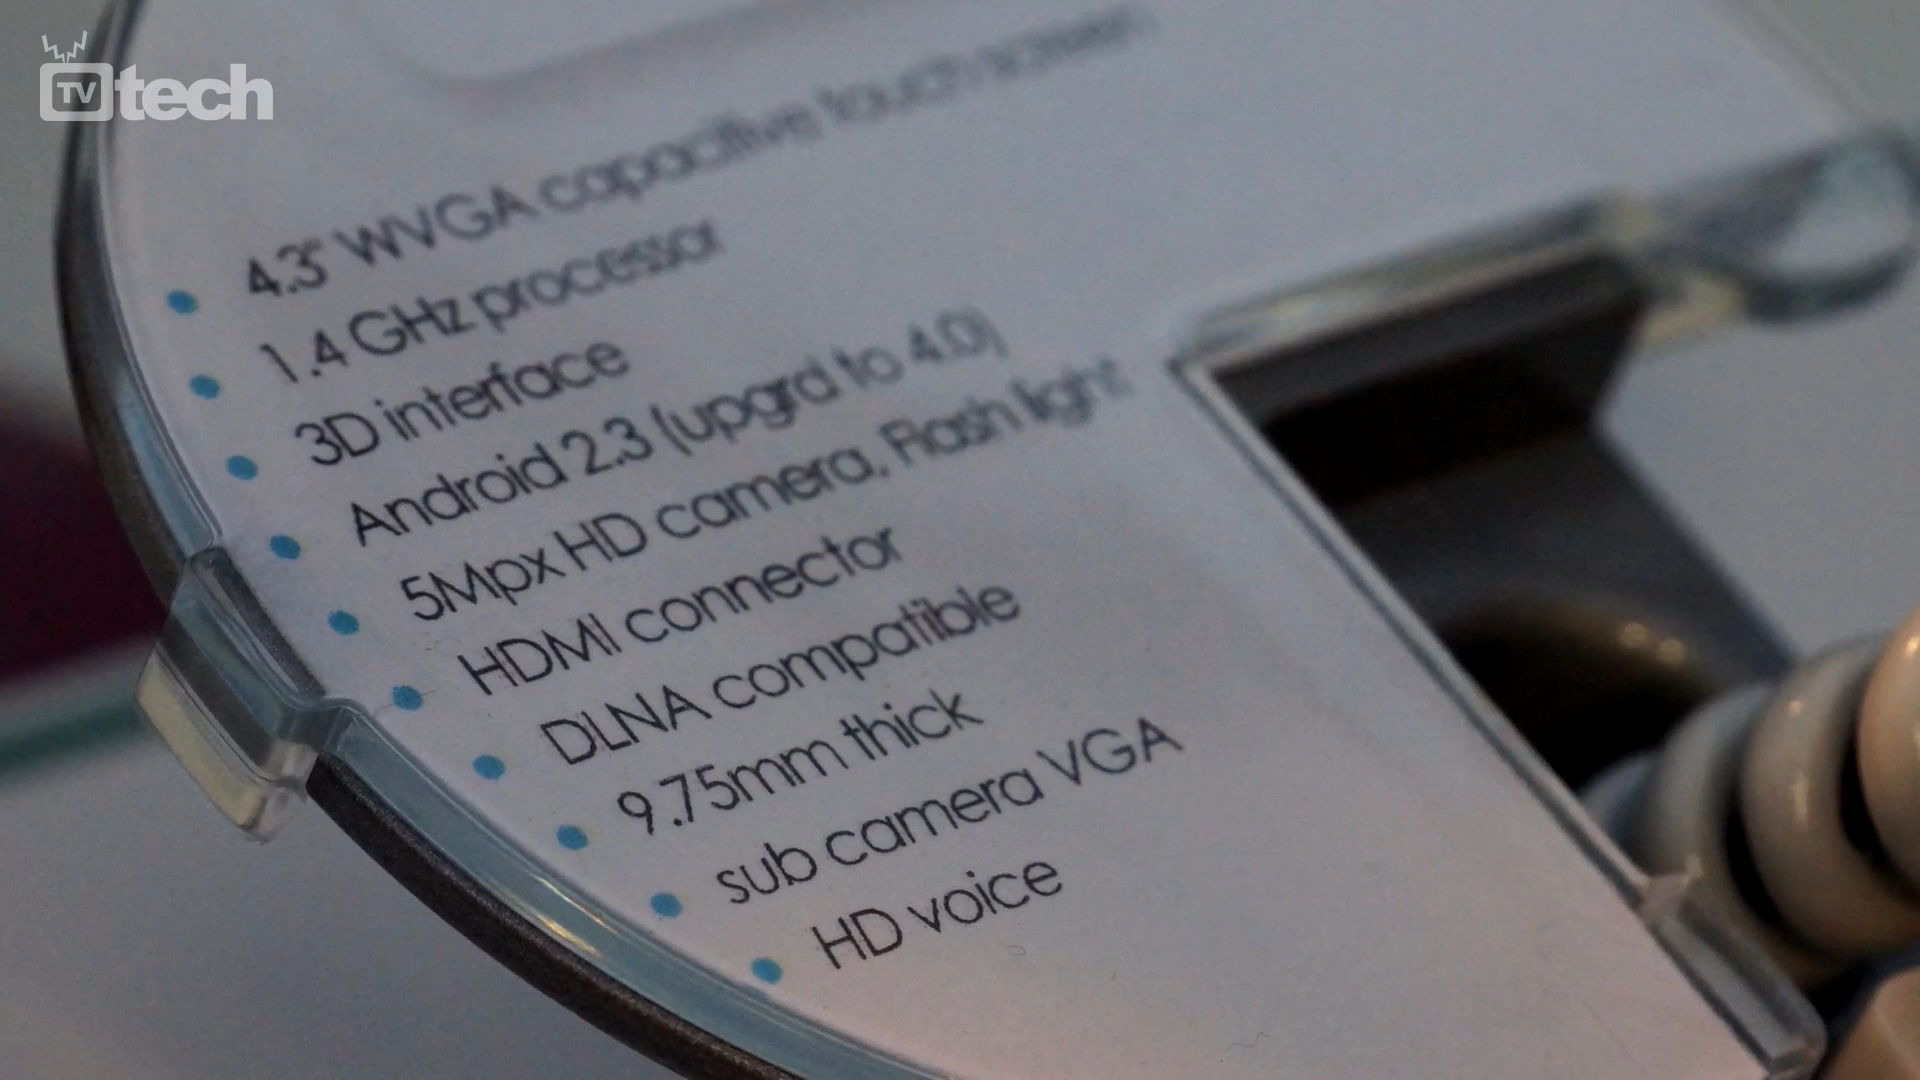 TV tech
4.3" WVGA capacitive touch screen
1.4 GHz processor
3D interface
Android 2.3 (upgrd to 4.0)
5Mpx HD camera, Flash light
HDMI connector
DLNA compatible
9.75mm thick
sub camera VGA
HD voice